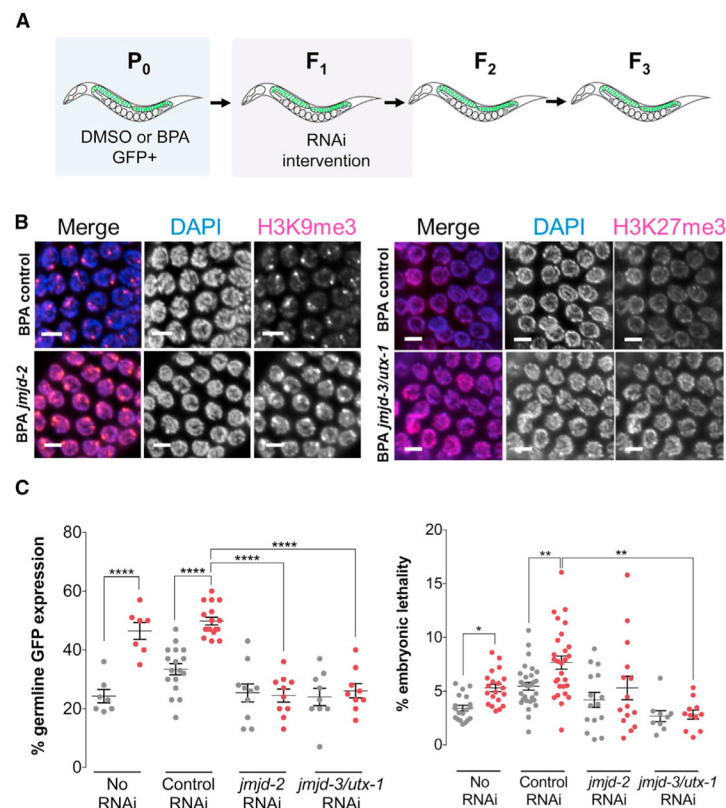 A
P0 F1 F2 F3
DMSO or BPA
GFP+
RNAi
intervention
B
Merge DAPI H3K9me3
BPA control
BPA jmjd-2
Merge DAPI H3K27me3
BPA control
BPA jmjd-3/utx-1
C
% germline GFP expression
80
60
40
20
0
**** **** **** ****
No
RNAi
Control
RNAi
jmjd-2
RNAi
jmjd-3/utx-1
RNAi
% embryonic lethality
20
15
10
5
0
* ** **
No
RNAi
Control
RNAi
jmjd-2
RNAi
jmjd-3/utx-1
RNAi